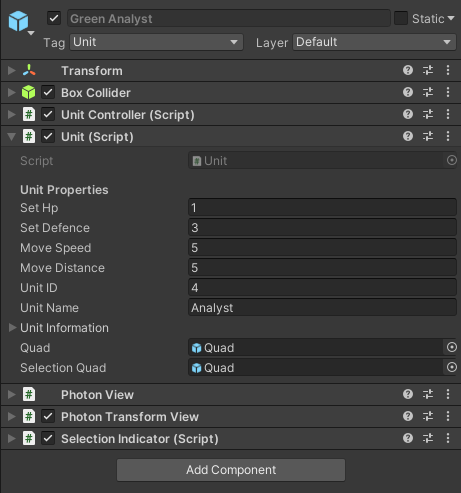 Green Analyst Static
Tag Unit Layer Default
Transform
Box Collider
# Unit Controller (Script)
# Unit (Script)
Script # Unit
Unit Properties
Set Hp 1
Set Defence 3
Move Speed 5
Move Distance 5
Unit ID 4
Unit Name Analyst
Unit Information
Quad Quad
Selection Quad Quad
# Photon View
# Photon Transform View
# Selection Indicator (Script)
Add Component